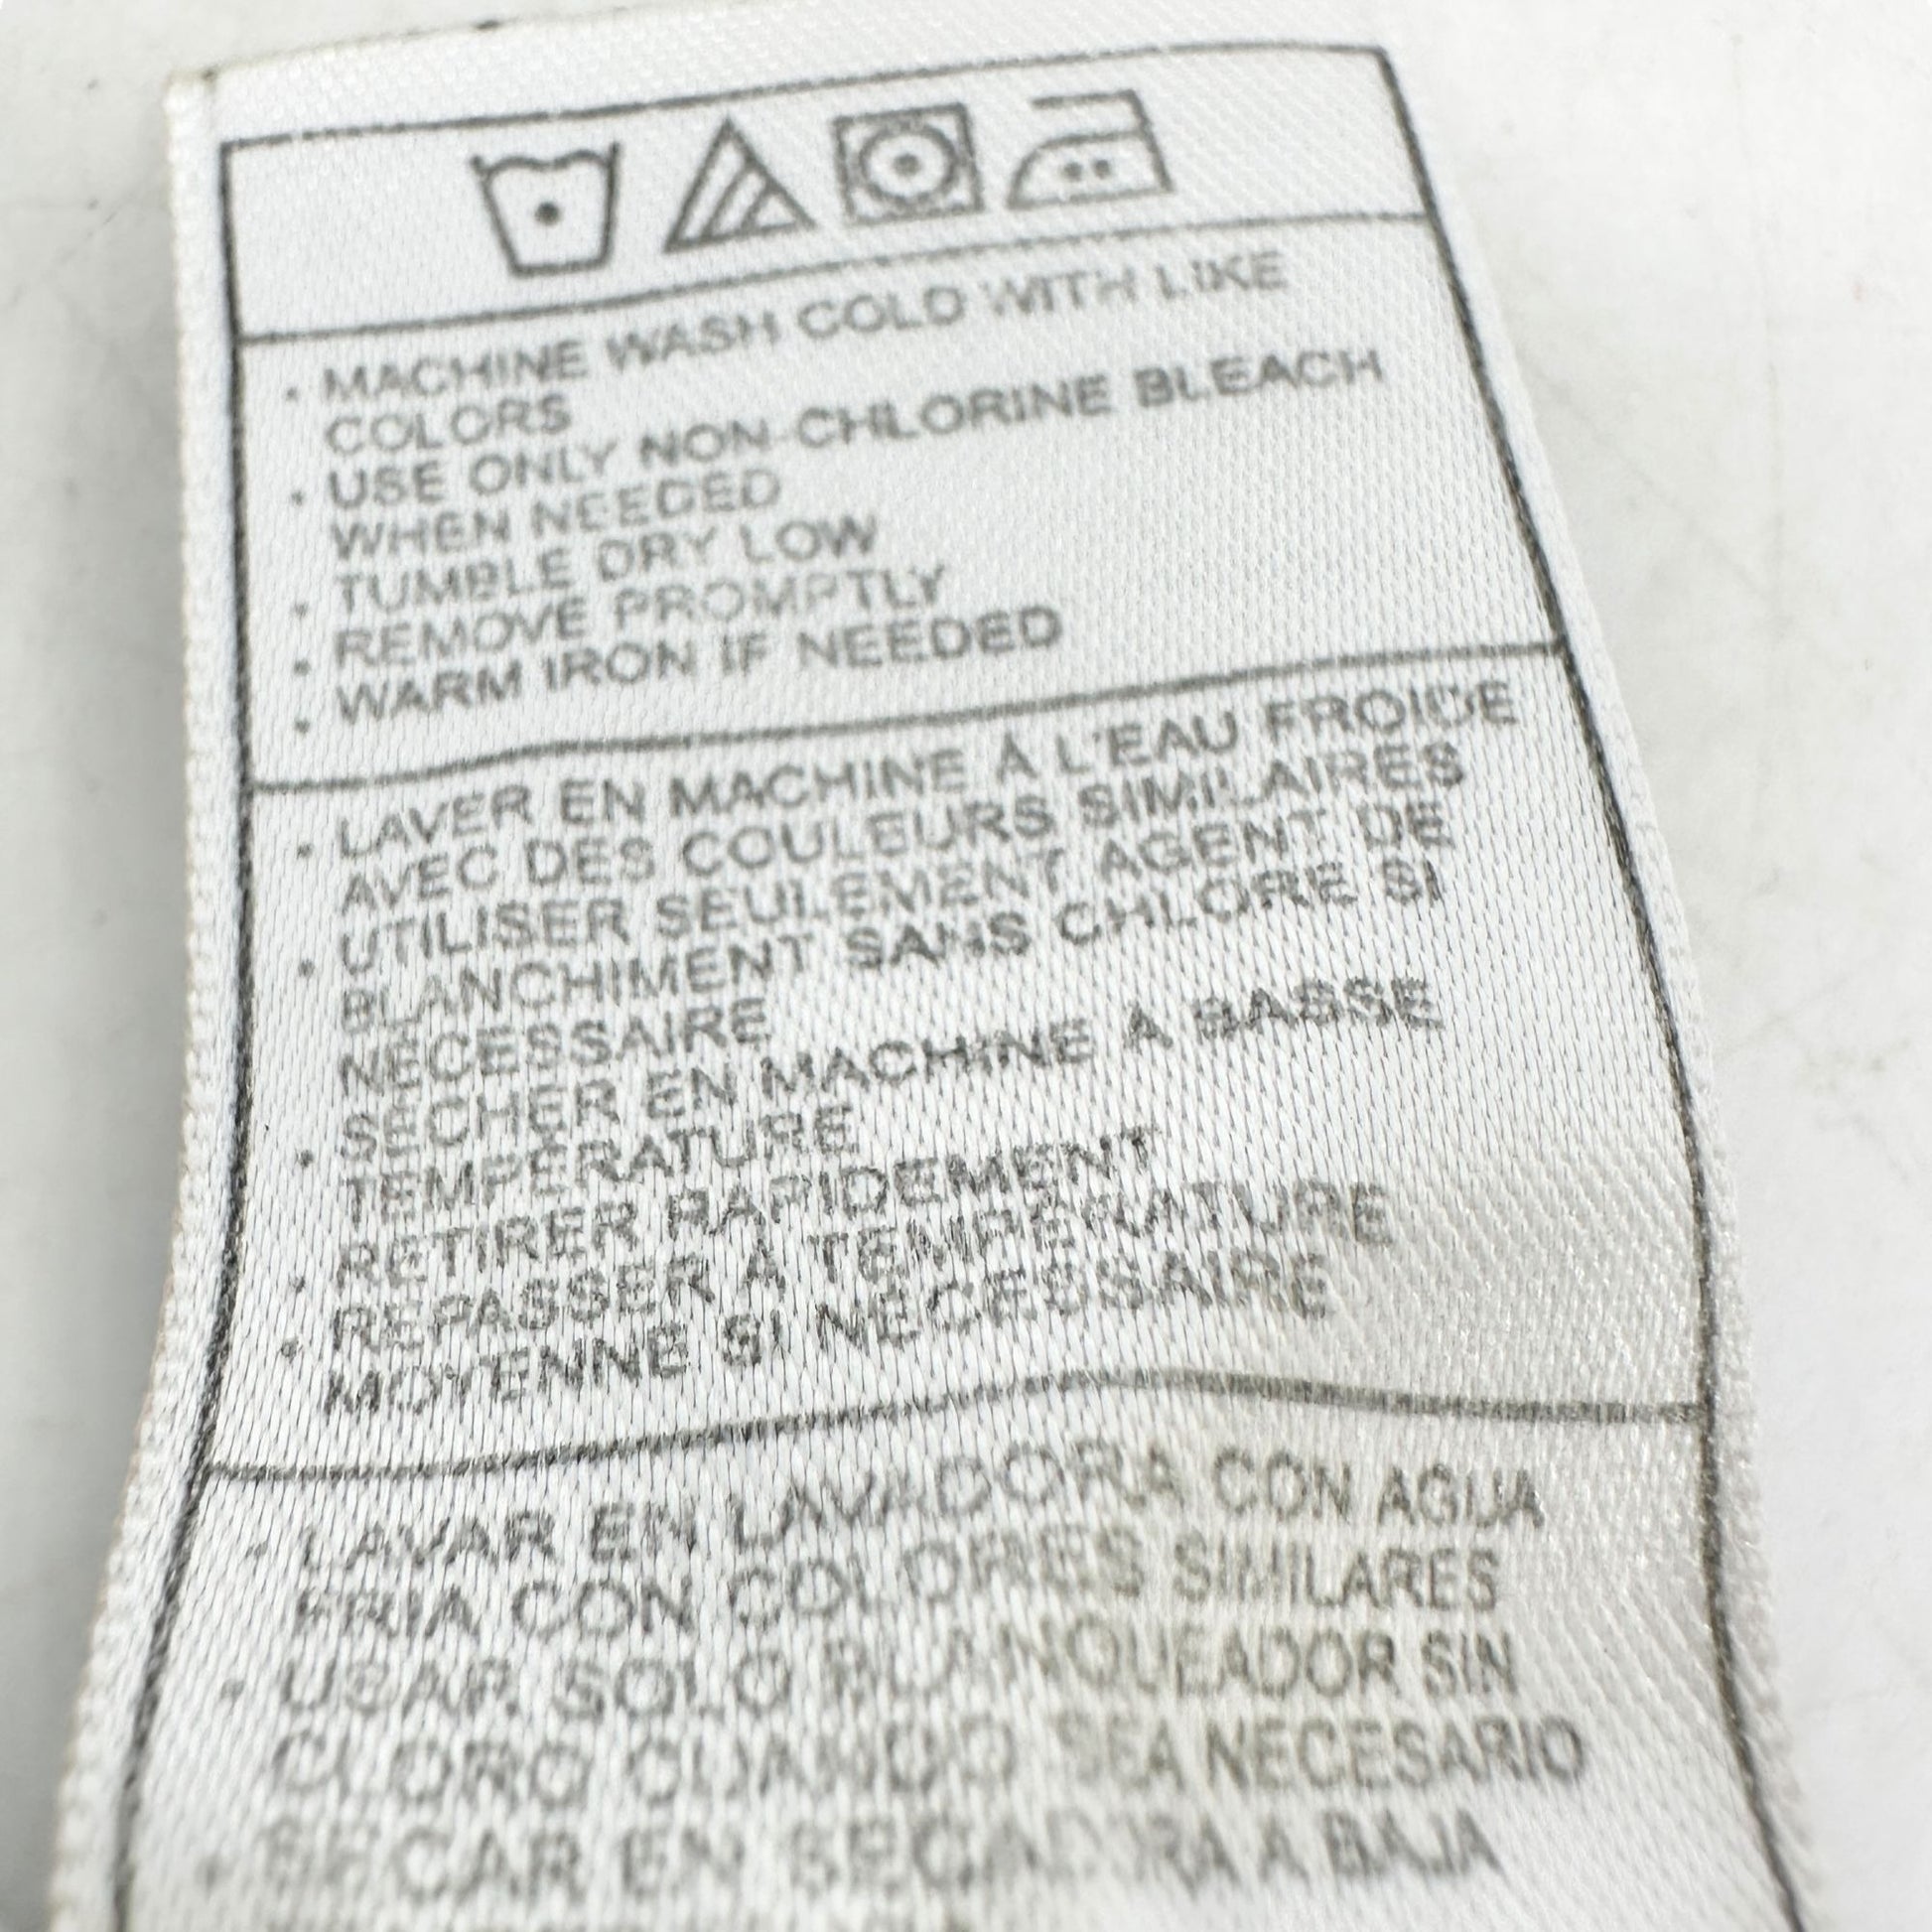 · MACHINE WASH COLD WITH LIKE
COLORS
· USE ONLY NON-CHLORINE BLEACH
WHEN NEEDED
· TUMBLE DRY LOW
· REMOVE PROMPTLY
· WARM IRON IF NEEDED
· LAVER EN MACHINE À L'EAU FROIDE
AVEC DES COULEURS SIMILAIRES
· UTILISER SEULEMENT AGENT DE
BLANCHIMENT SANS CHLORE SI
NÉCESSAIRE
· SÉCHER EN MACHINE À BASSE
TEMPÉRATURE
· RETIRER RAPIDEMENT
· REPASSER À TEMPÉRATURE
MOYENNE SI NÉCESSAIRE
· LAVAR EN LAVADORA CON AGUA
FRIA CON COLORES SIMILARES
· USAR SOLO BLANQUEADOR SIN
CLORO CUANDO SEA NECESARIO
· SECAR EN SECADORA A BAJA